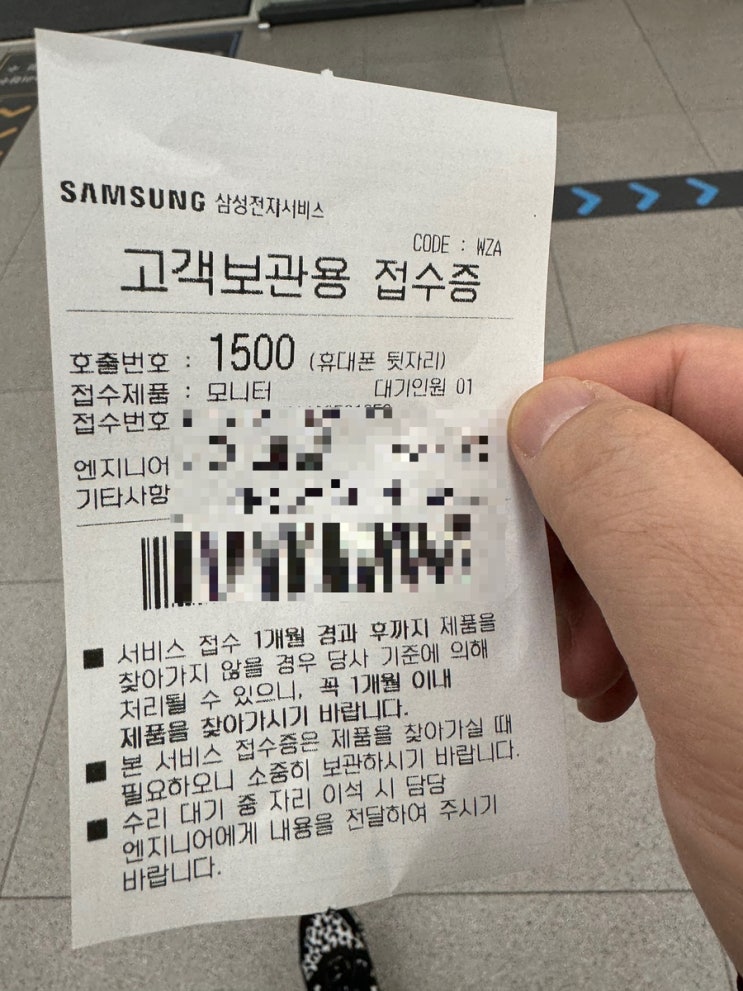 SAMSUNG 삼성전자서비스
CODE : WZA
고객보관용 접수증
호출번호 : 1500 (휴대폰 뒷자리)
접수제품 : 모니터 대기인원 01
접수번호
엔지니어
기타사항
■ 서비스 접수 1개월 경과 후까지 제품을
찾아가지 않을 경우 당사 기준에 의해
처리될 수 있으니, 꼭 1개월 이내
제품을 찾아가시기 바랍니다.
■ 본 서비스 접수증은 제품을 찾아가실 때
필요하오니 소중히 보관하시기 바랍니다.
■ 수리 대기 중 자리 이석 시 담당
엔지니어에게 내용을 전달하여 주시기
바랍니다.